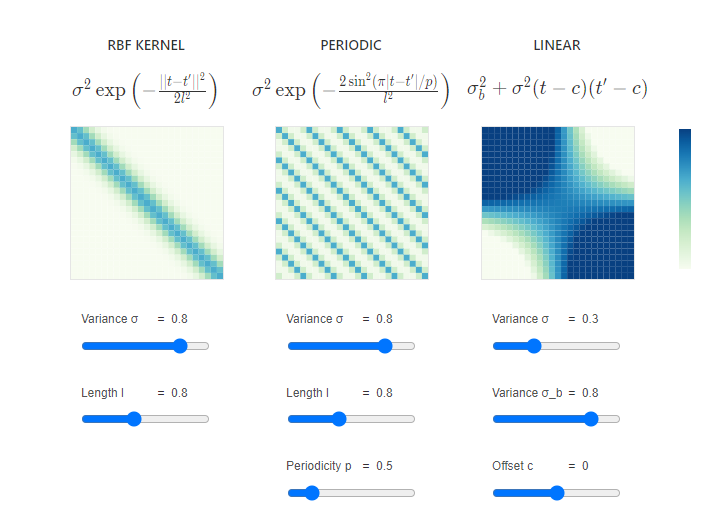 RBF KERNEL
PERIODIC
LINEAR
σ² exp(−||t−t′||²/2l²)
σ² exp(−2 sin²(π|t−t′|/p)/l²)
σ_b² + σ²(t − c)(t′ − c)
Variance σ = 0.8
Variance σ = 0.8
Variance σ = 0.3
Length l = 0.8
Length l = 0.8
Variance σ_b = 0.8
Periodicity p = 0.5
Offset c = 0